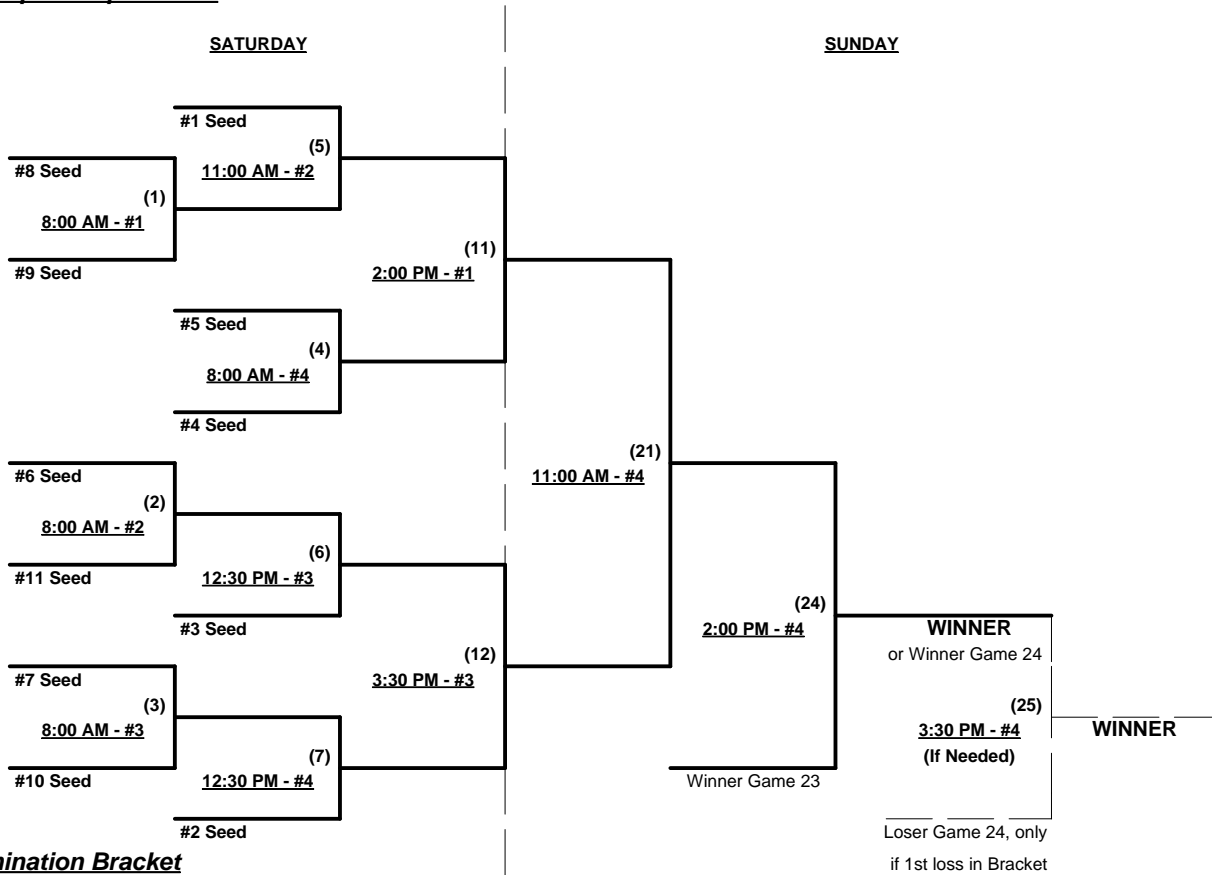 SATURDAY
SUNDAY
#1 Seed
(5)
11:00 AM - #2
#8 Seed
(1)
8:00 AM - #1
#9 Seed
(11)
2:00 PM - #1
#5 Seed
(4)
8:00 AM - #4
#4 Seed
(21)
11:00 AM - #4
#6 Seed
(2)
8:00 AM - #2
#11 Seed
(6)
12:30 PM - #3
#3 Seed
(24)
2:00 PM - #4
WINNER
or Winner Game 24
(12)
3:30 PM - #3
#7 Seed
(3)
8:00 AM - #3
#10 Seed
(25)
3:30 PM - #4
(If Needed)
WINNER
(7)
12:30 PM - #4
#2 Seed
Winner Game 23
Loser Game 24, only
if 1st loss in Bracket
Bracket